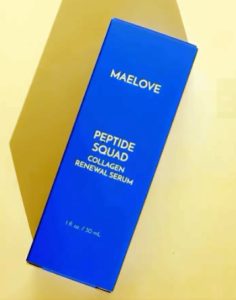 MAELOVE
PEPTIDE
SQUAD
COLLAGEN
RENEWAL SERUM
1 fl oz. / 30 mL